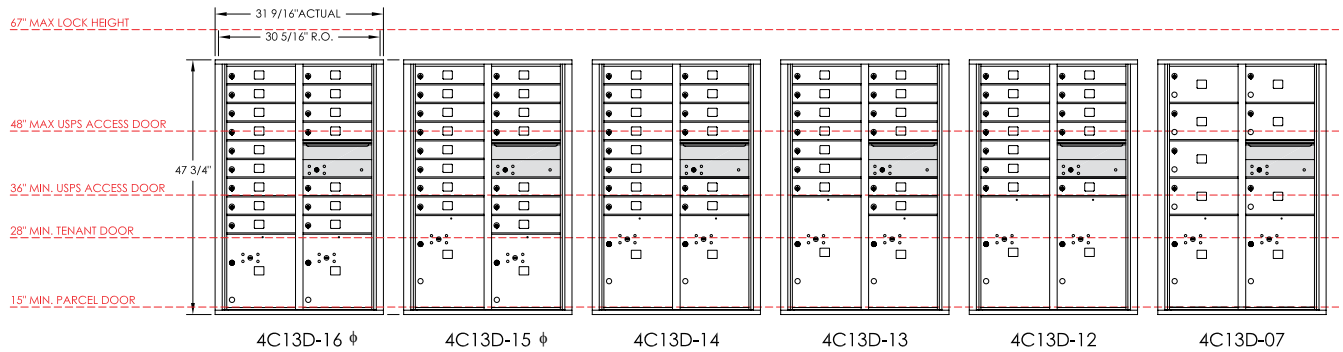 31 9/16"ACTUAL
67" MAX LOCK HEIGHT
30 5/16" R.O.
48" MAX USPS ACCESS DOOR
47 3/4"
36" MIN. USPS ACCESS DOOR
28" MIN. TENANT DOOR
15" MIN. PARCEL DOOR
4C13D-16 ϕ
4C13D-15 ϕ
4C13D-14
4C13D-13
4C13D-12
4C13D-07